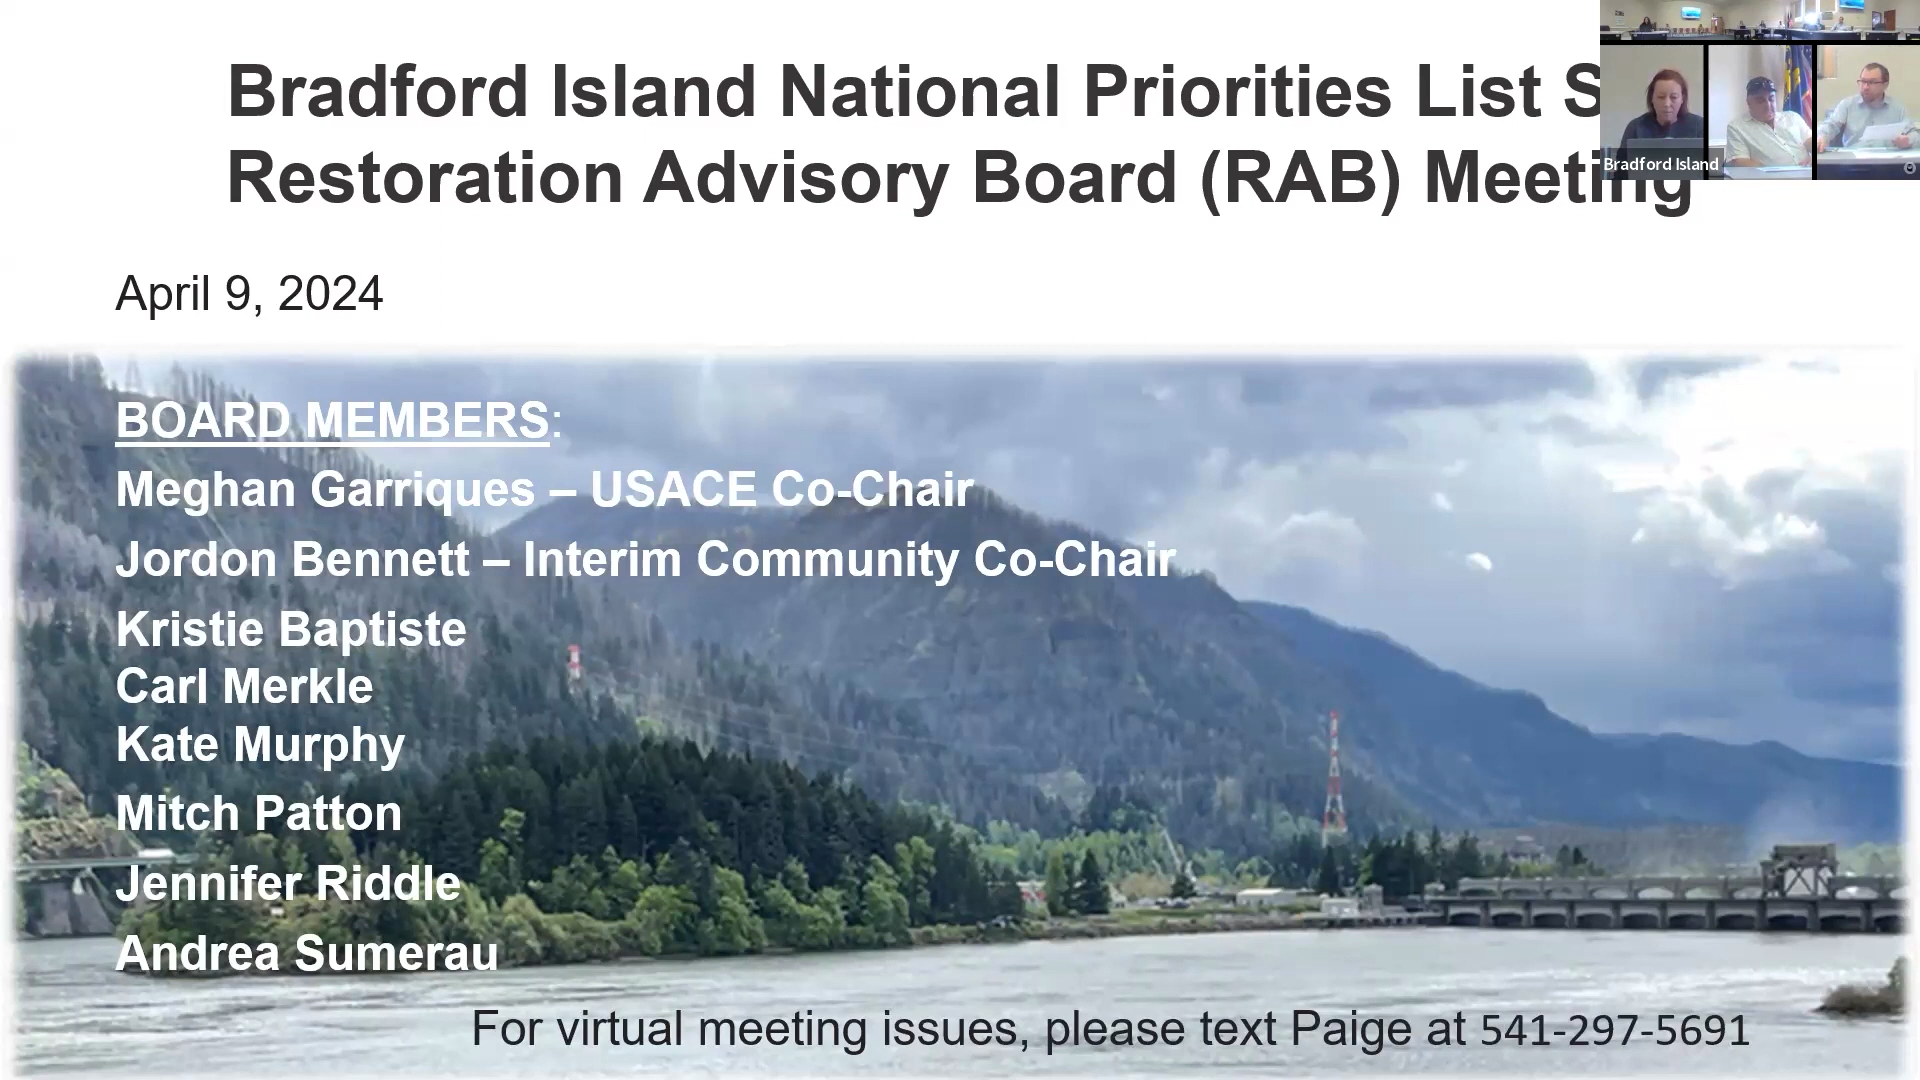 Bradford Island National Priorities List S
Restoration Advisory Board (RAB) Meeting
Bradford Island
April 9, 2024
BOARD MEMBERS:
Meghan Garriques – USACE Co-Chair
Jordon Bennett – Interim Community Co-Chair
Kristie Baptiste
Carl Merkle
Kate Murphy
Mitch Patton
Jennifer Riddle
Andrea Sumerau
For virtual meeting issues, please text Paige at 541-297-5691